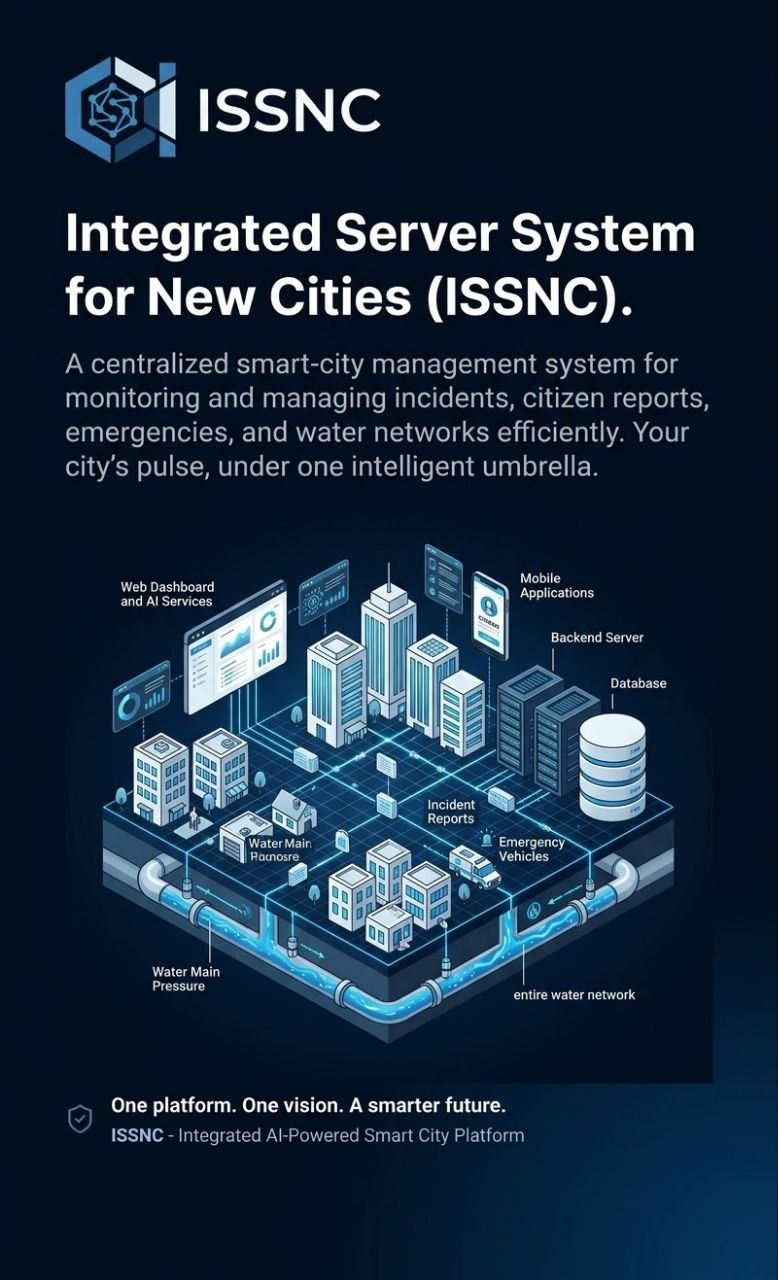 ISSNC
Integrated Server System
for New Cities (ISSNC).
A centralized smart-city management system for
monitoring and managing incidents, citizen reports,
emergencies, and water networks efficiently. Your
city's pulse, under one intelligent umbrella.
Web Dashboard
and AI Services
Mobile
Applications
Backend Server
Database
Incident
Reports
Emergency
Vehicles
Water Main
Water Main
Pressure
entire water network
One platform. One vision. A smarter future.
ISSNC - Integrated AI-Powered Smart City Platform